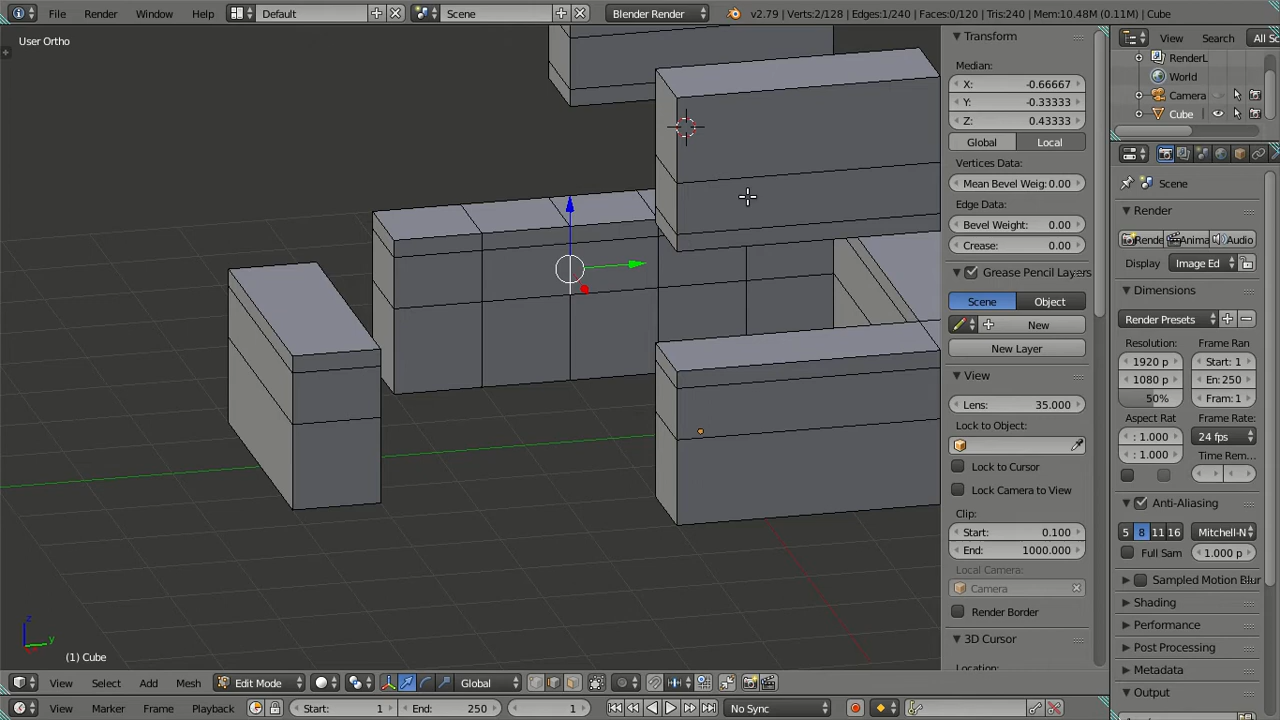 File Render Window Help Default Scene Blender Render v2.79 | Verts:2/128 | Edges:1/240 | Faces:0/120 | Tris:240 | Mem:10.48M (0.11M) | Cube
User Ortho
Transform
Median:
X: -0.66667
Y: -0.33333
Z: 0.43333
Global Local
Vertices Data:
Mean Bevel Weig: 0.00
Edge Data:
Bevel Weight: 0.00
Crease: 0.00
Grease Pencil Layers
Scene Object
New
New Layer
View
Lens: 35.000
Lock to Object:
Lock to Cursor
Lock Camera to View
Clip:
Start: 0.100
End: 1000.000
Local Camera:
Camera
Render Border
3D Cursor
Location:
View Search All Sc
RenderL
World
Camera
Cube
Scene
Render
Rende Anima Audio
Display Image Ed
Dimensions
Render Presets
Resolution: Frame Ran
1920 p Start: 1
1080 p En: 250
50% Fram: 1
Aspect Rat Frame Rate:
: 1.000 24 fps
: 1.000 Time Rem...
Anti-Aliasing
5 8 11 16 Mitchell-N
Full Sam 1.000 p
Sampled Motion Blur
Shading
Performance
Post Processing
Metadata
Output
z
y
(1) Cube
View Select Add Mesh Edit Mode Global
View Marker Frame Playback Start: 1 End: 250 1 No Sync